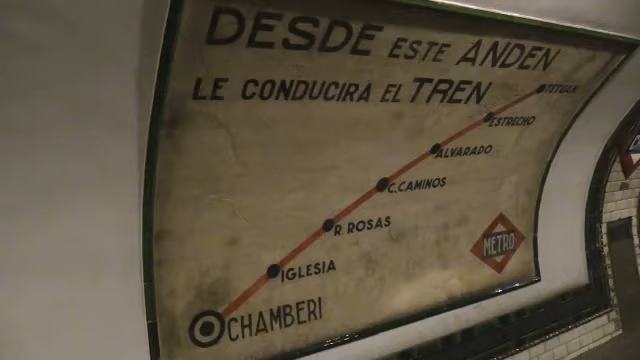 DESDE ESTE ANDEN
LE CONDUCIRA EL TREN
TETUAN
ESTRECHO
ALVARADO
C.CAMINOS
R. ROSAS
IGLESIA
CHAMBERI
METRO